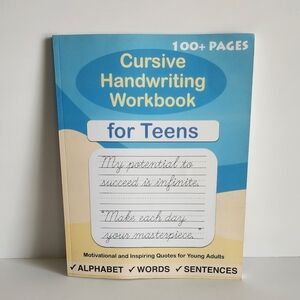 100+ PAGES
Cursive
Handwriting
Workbook
for Teens
My potential to
succeed is infinite.
"Make each day
your masterpiece."
Motivational and Inspiring Quotes for Young Adults
✓ALPHABET ✓WORDS ✓SENTENCES